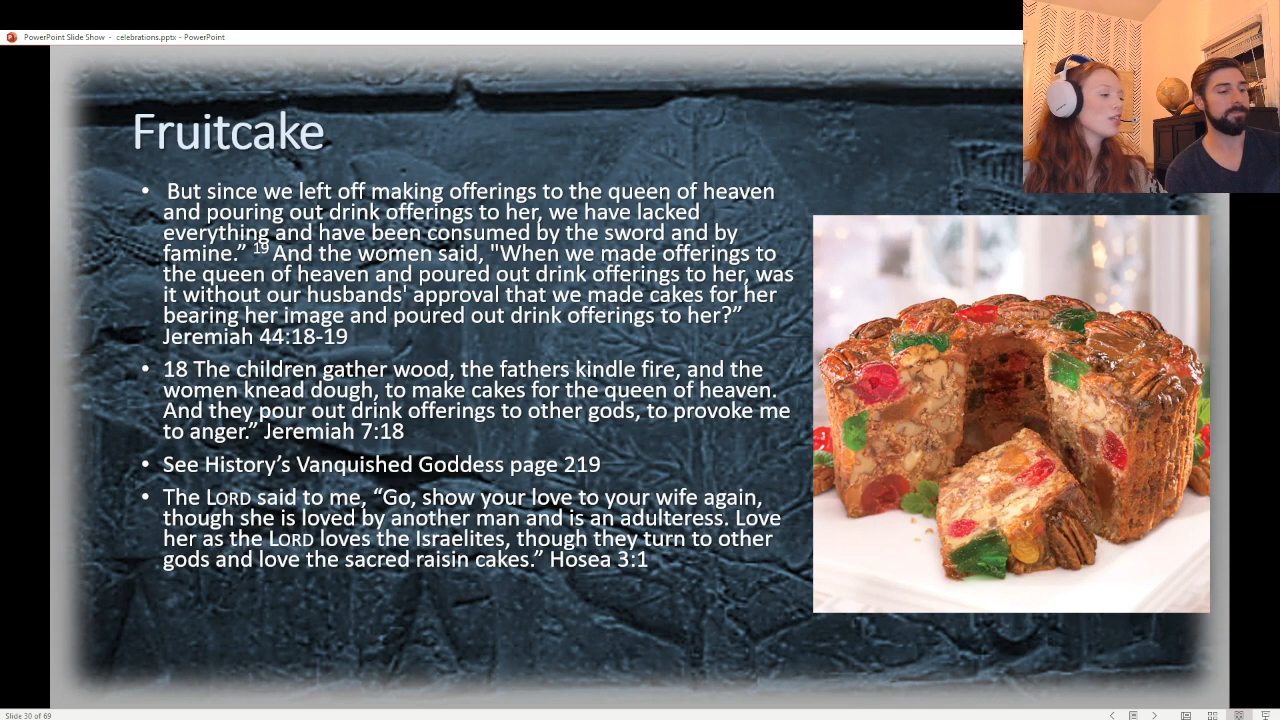 PowerPoint Slide Show - celebrations.pptx - PowerPoint
Fruitcake
• But since we left off making offerings to the queen of heaven
and pouring out drink offerings to her, we have lacked
everything and have been consumed by the sword and by
famine.” 19 And the women said, "When we made offerings to
the queen of heaven and poured out drink offerings to her, was
it without our husbands' approval that we made cakes for her
bearing her image and poured out drink offerings to her?”
Jeremiah 44:18-19
• 18 The children gather wood, the fathers kindle fire, and the
women knead dough, to make cakes for the queen of heaven.
And they pour out drink offerings to other gods, to provoke me
to anger.” Jeremiah 7:18
• See History’s Vanquished Goddess page 219
• The LORD said to me, “Go, show your love to your wife again,
though she is loved by another man and is an adulteress. Love
her as the LORD loves the Israelites, though they turn to other
gods and love the sacred raisin cakes.” Hosea 3:1
Slide 30 of 69